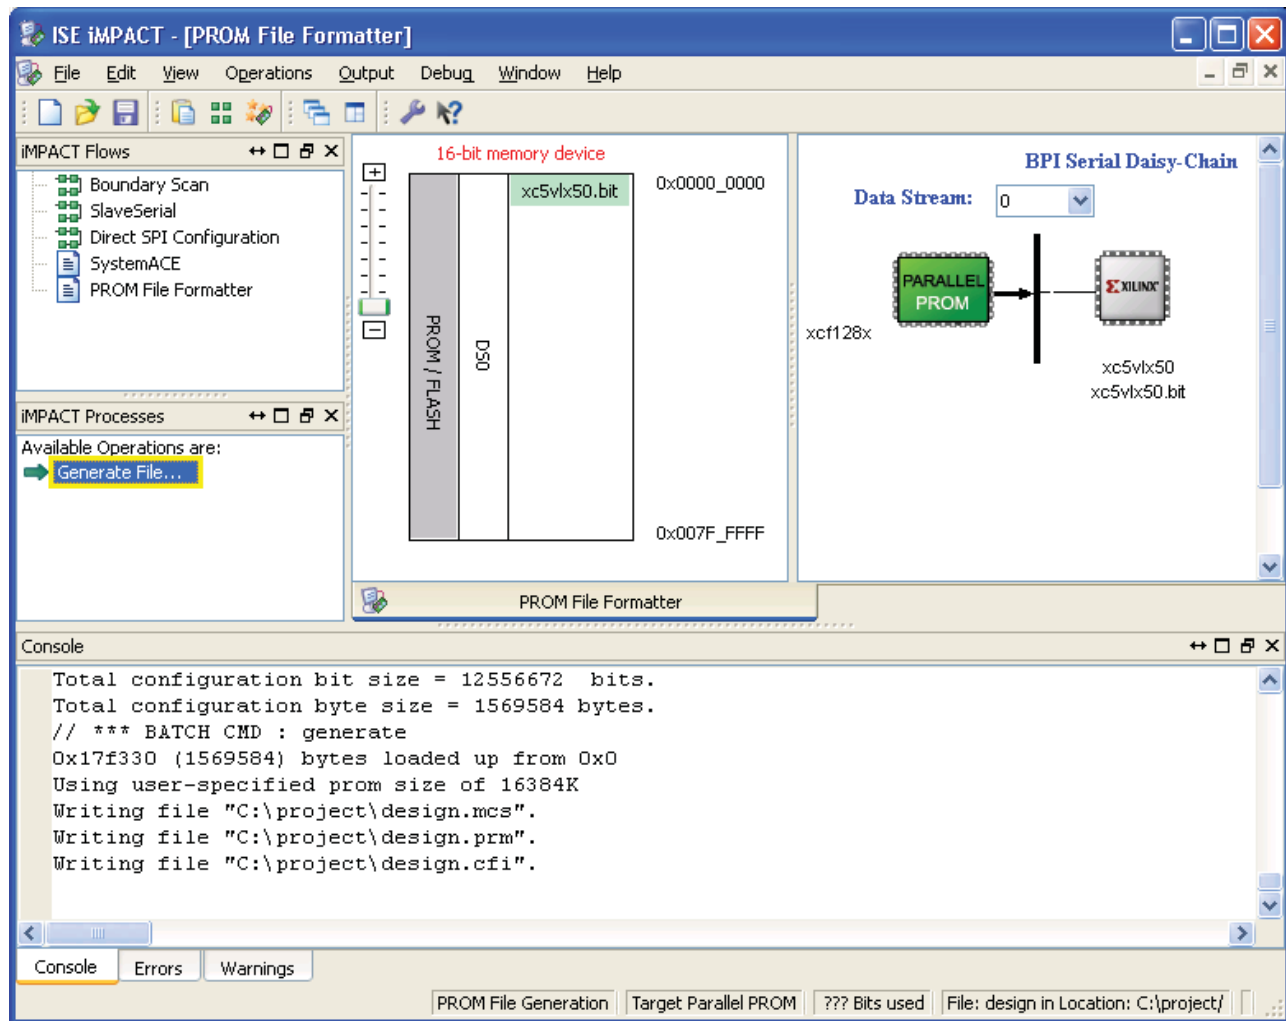 ISE iMPACT - [PROM File Formatter]
File Edit View Operations Output Debug Window Help
iMPACT Flows
Boundary Scan
SlaveSerial
Direct SPI Configuration
SystemACE
PROM File Formatter
iMPACT Processes
Available Operations are:
Generate File...
16-bit memory device
xc5vlx50.bit
0x0000_0000
PROM / FLASH
DS0
0x007F_FFFF
PROM File Formatter
BPI Serial Daisy-Chain
Data Stream: 0
PARALLEL
PROM
XILINX
xcf128x
xc5vlx50
xc5vlx50.bit
Console
Total configuration bit size = 12556672  bits.
Total configuration byte size = 1569584 bytes.
// *** BATCH CMD : generate
0x17f330 (1569584) bytes loaded up from 0x0
Using user-specified prom size of 16384K
Writing file "C:\project\design.mcs".
Writing file "C:\project\design.prm".
Writing file "C:\project\design.cfi".
Console Errors Warnings
PROM File Generation Target Parallel PROM ??? Bits used File: design in Location: C:\project/